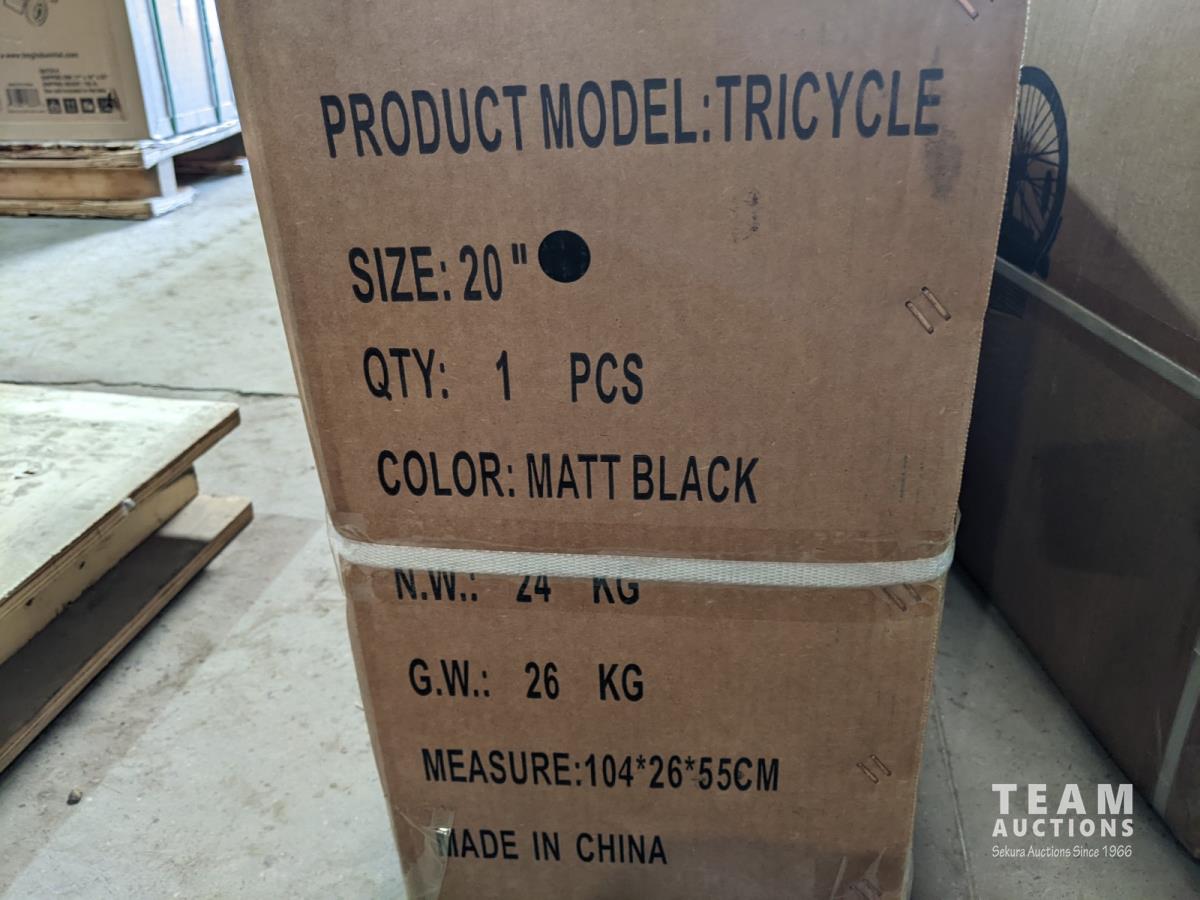 PRODUCT MODEL:TRICYCLE
SIZE: 20"
QTY: 1 PCS
COLOR: MATT BLACK
N.W.: 24 KG
G.W.: 26 KG
MEASURE:104*26*55CM
MADE IN CHINA
TEAM
AUCTIONS
Sekura Auctions Since 1966